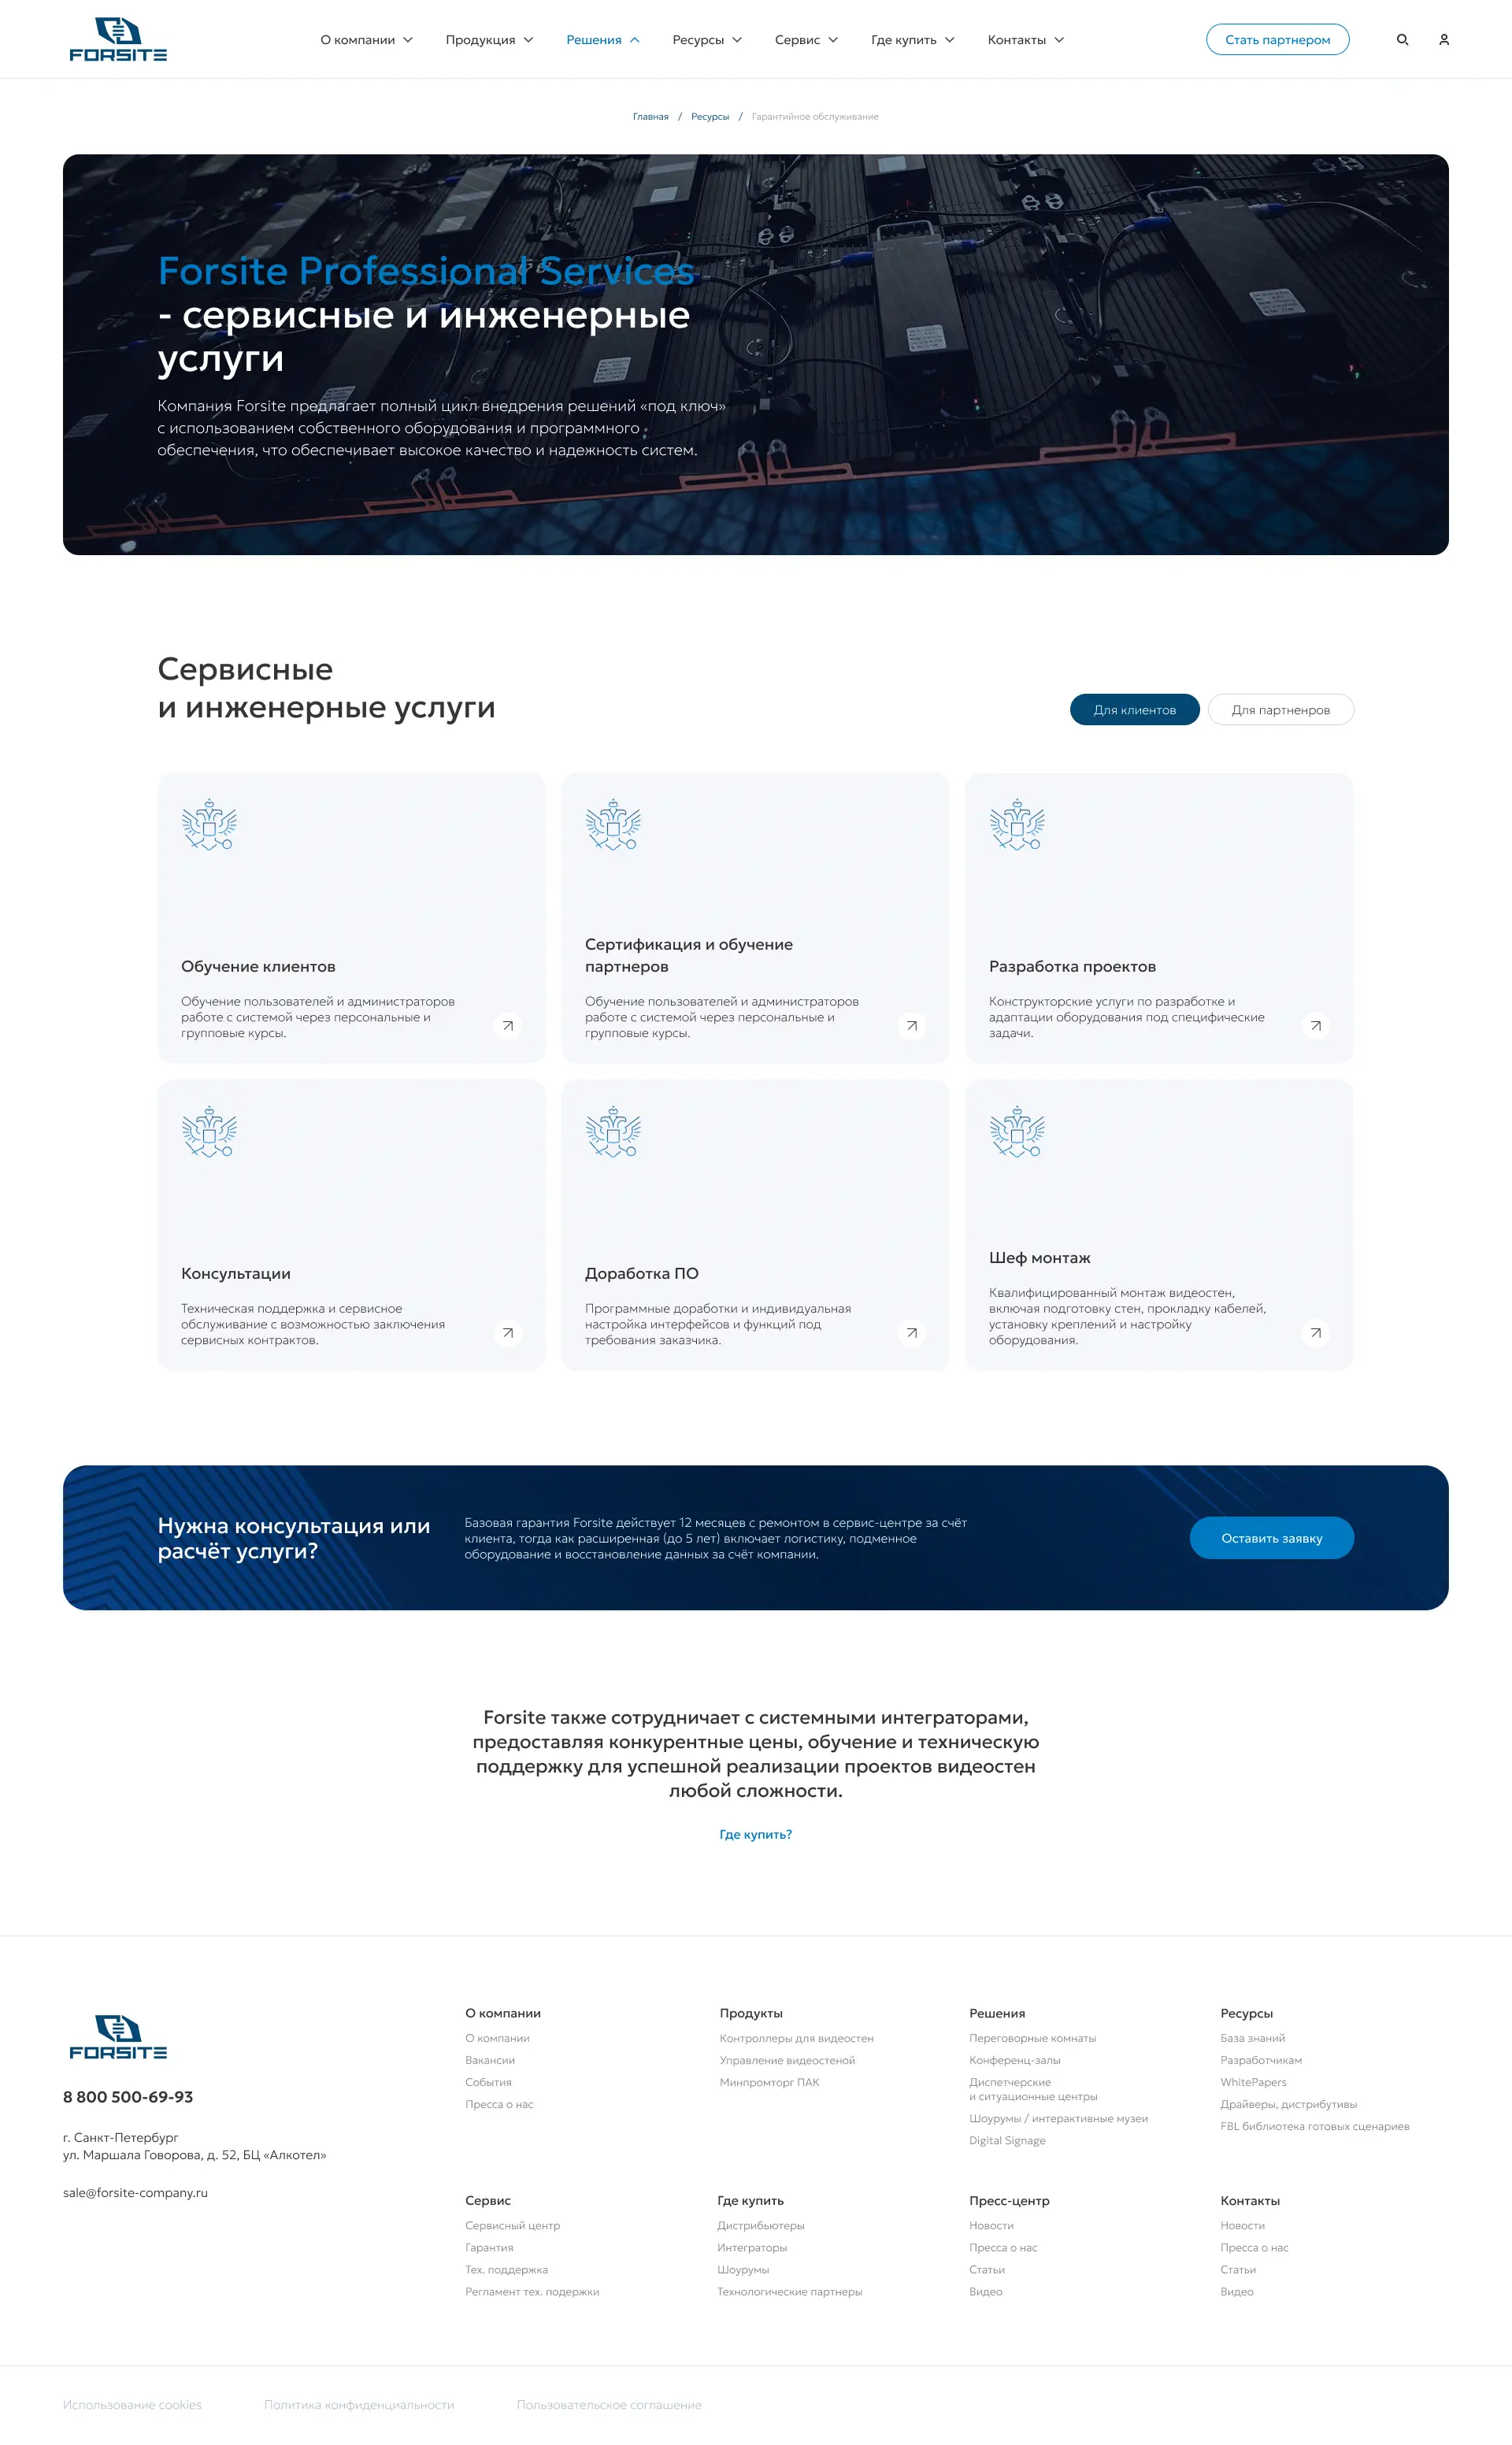 FORSITE
О компании
Продукция
Решения
Ресурсы
Сервис
Где купить
Контакты
Стать партнером
Главная / Ресурсы / Гарантийное обслуживание
Forsite Professional Services
- сервисные и инженерные
услуги
Компания Forsite предлагает полный цикл внедрения решений «под ключ»
с использованием собственного оборудования и программного
обеспечения, что обеспечивает высокое качество и надежность систем.
Сервисные
и инженерные услуги
Для клиентов
Для партненров
Обучение клиентов
Обучение пользователей и администраторов
работе с системой через персональные и
групповые курсы.
Сертификация и обучение
партнеров
Обучение пользователей и администраторов
работе с системой через персональные и
групповые курсы.
Разработка проектов
Конструкторские услуги по разработке и
адаптации оборудования под специфические
задачи.
Консультации
Техническая поддержка и сервисное
обслуживание с возможностью заключения
сервисных контрактов.
Доработка ПО
Программные доработки и индивидуальная
настройка интерфейсов и функций под
требования заказчика.
Шеф монтаж
Квалифицированный монтаж видеостен,
включая подготовку стен, прокладку кабелей,
установку креплений и настройку
оборудования.
Нужна консультация или
расчёт услуги?
Базовая гарантия Forsite действует 12 месяцев с ремонтом в сервис-центре за счёт
клиента, тогда как расширенная (до 5 лет) включает логистику, подменное
оборудование и восстановление данных за счёт компании.
Оставить заявку
Forsite также сотрудничает с системными интеграторами,
предоставляя конкурентные цены, обучение и техническую
поддержку для успешной реализации проектов видеостен
любой сложности.
Где купить?
FORSITE
8 800 500-69-93
г. Санкт-Петербург
ул. Маршала Говорова, д. 52, БЦ «Алкотел»
sale@forsite-company.ru
О компании
О компании
Вакансии
События
Пресса о нас
Продукты
Контроллеры для видеостен
Управление видеостеной
Минпромторг ПАК
Решения
Переговорные комнаты
Конференц-залы
Диспетчерские
и ситуационные центры
Шоурумы / интерактивные музеи
Digital Signage
Ресурсы
База знаний
Разработчикам
WhitePapers
Драйверы, дистрибутивы
FBL библиотека готовых сценариев
Сервис
Сервисный центр
Гарантия
Тех. поддержка
Регламент тех. подержки
Где купить
Дистрибьютеры
Интеграторы
Шоурумы
Технологические партнеры
Пресс-центр
Новости
Пресса о нас
Статьи
Видео
Контакты
Новости
Пресса о нас
Статьи
Видео
Использование cookies
Политика конфиденциальности
Пользовательское соглашение